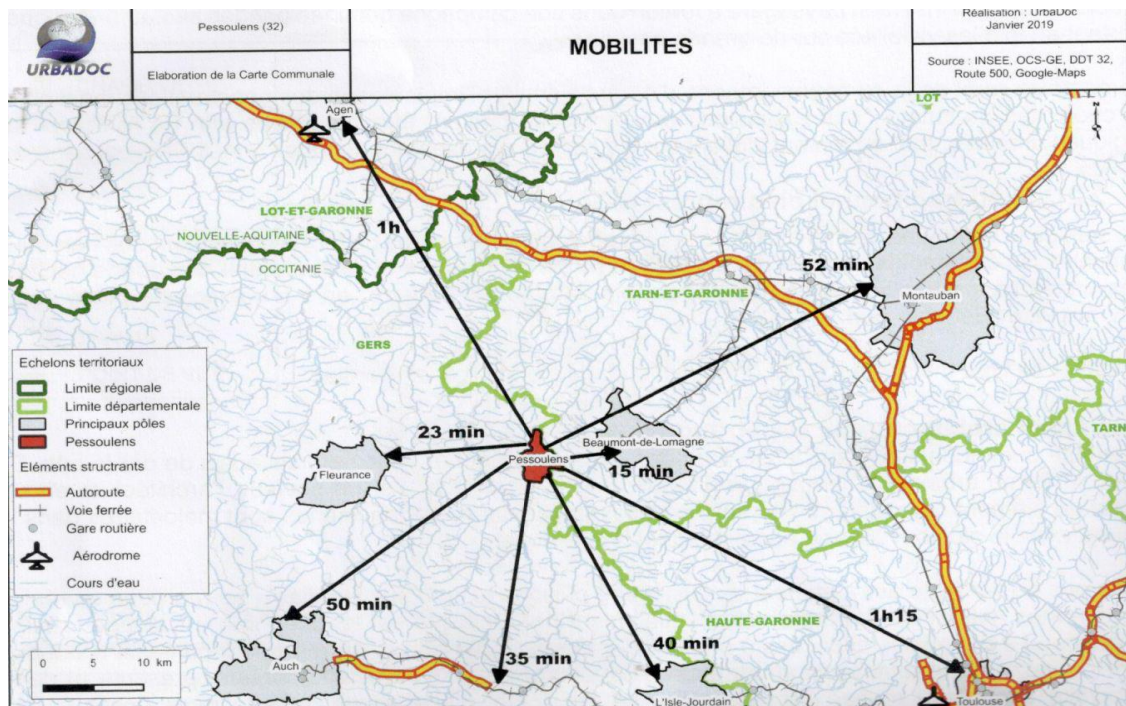 URBADOC
Pessoulens (32)
Elaboration de la Carte Communale
MOBILITES
Réalisation : UrbaDoc
Janvier 2019
Source : INSEE, OCS-GE, DDT 32,
Route 500, Google-Maps
Agen
LOT
N
LOT-ET-GARONNE
1h
NOUVELLE-AQUITAINE
OCCITANIE
52 min
Montauban
TARN-ET-GARONNE
GERS
Echelons territoriaux
Limite régionale
Limite départementale
Principaux pôles
Pessoulens
Eléments structrants
Autoroute
Voie ferrée
Gare routière
Aérodrome
Cours d'eau
23 min
Fleurance
Pessoulens
Beaumont-de-Lomagne
15 min
TARN
50 min
Auch
35 min
40 min
HAUTE-GARONNE
1h15
L'Isle-Jourdain
Toulouse
0 5 10 km